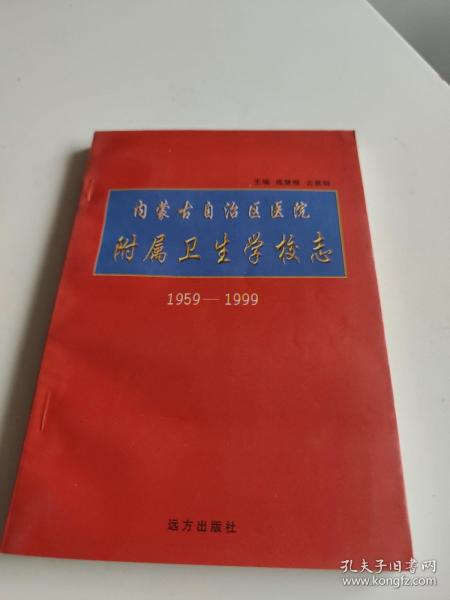 主编
内蒙古自治区医院
附属卫生学校志
1959—1999
远方出版社
孔夫子旧书网
www.kongfz.com